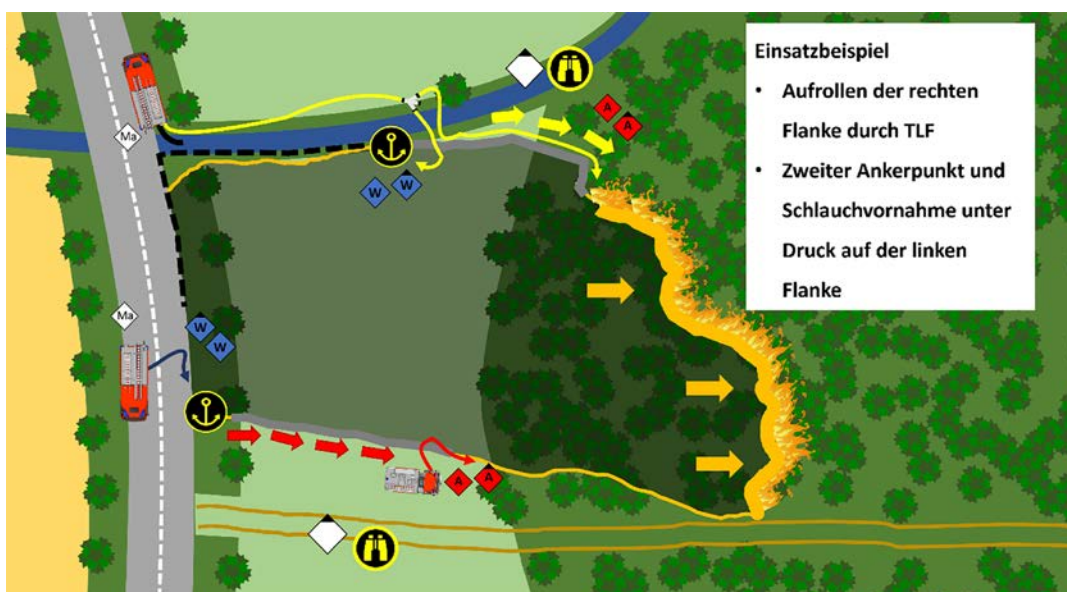 Einsatzbeispiel
• Aufrollen der rechten
Flanke durch TLF
• Zweiter Ankerpunkt und
Schlauchvornahme unter
Druck auf der linken
Flanke
A
A
Ma
W
W
Ma
W
W
A
A